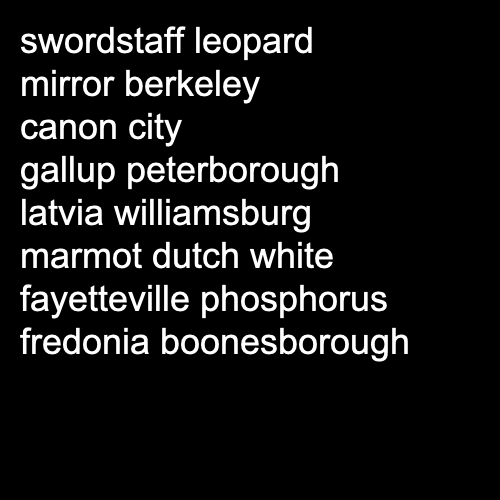 swordstaff leopard
mirror berkeley
canon city
gallup peterborough
latvia williamsburg
marmot dutch white
fayetteville phosphorus
fredonia boonesborough